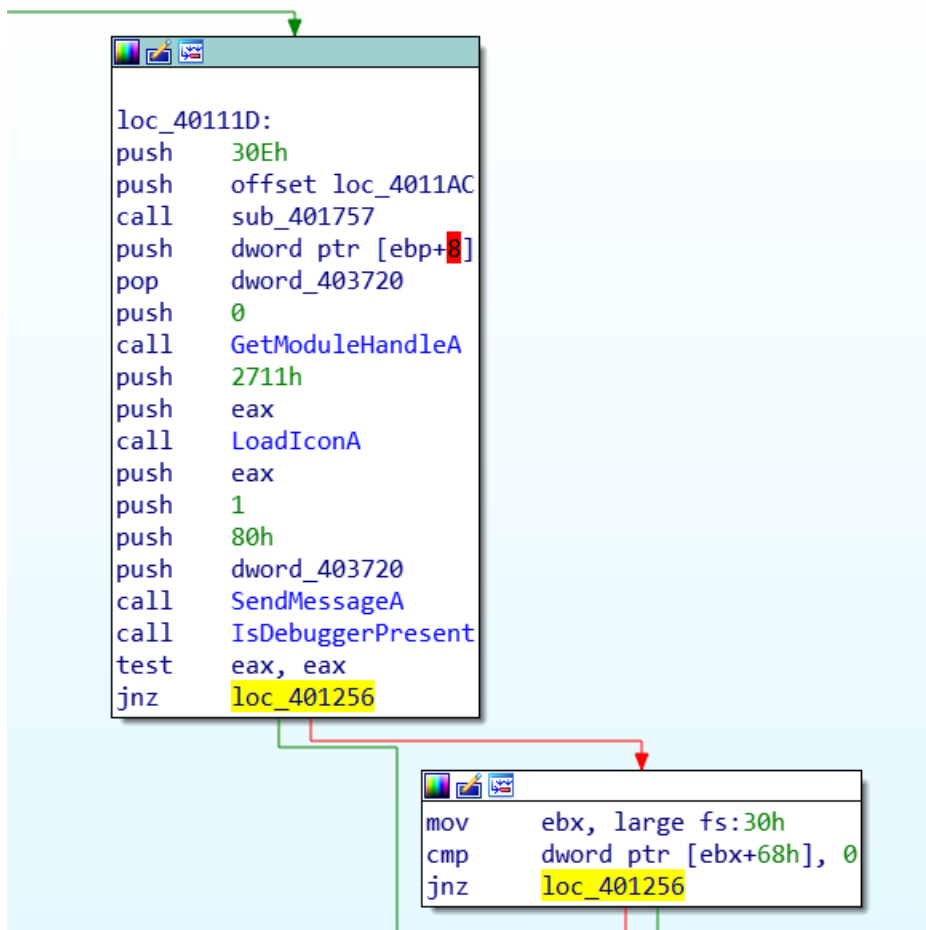 loc_40111D:
push 30Eh
push offset loc_4011AC
call sub_401757
push dword ptr [ebp+8]
pop dword_403720
push 0
call GetModuleHandleA
push 2711h
push eax
call LoadIconA
push eax
push 1
push 80h
push dword_403720
call SendMessageA
call IsDebuggerPresent
test eax, eax
jnz loc_401256
mov ebx, large fs:30h
cmp dword ptr [ebx+68h], 0
jnz loc_401256